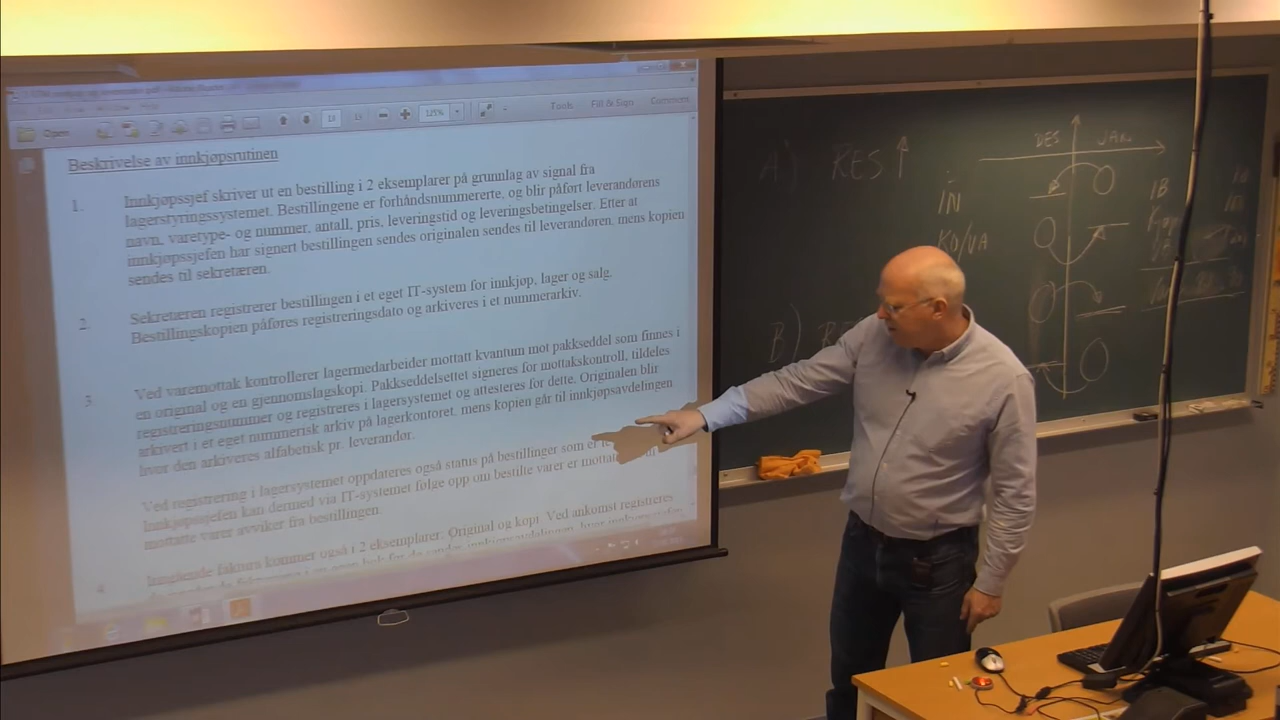 Open
18
125%
Tools
Fill & Sign
Comment
Beskrivelse av innkjøpsrutinen
1. Innkjøpssjef skriver ut en bestilling i 2 eksemplarer på grunnlag av signal fra
lagerstyringssystemet. Bestillingene er forhåndsnummererte, og blir påført leverandørens
navn, varetype- og nummer, antall, pris, leveringstid og leveringsbetingelser. Etter at
innkjøpssjefen har signert bestillingen sendes originalen sendes til leverandøren, mens kopien
sendes til sekretæren.
2. Sekretæren registrerer bestillingen i et eget IT-system for innkjøp, lager og salg.
Bestillingskopien påføres registreringsdato og arkiveres i et nummerarkiv.
3. Ved varemottak kontrollerer lagermedarbeider mottatt kvantum mot pakkseddel som finnes i
en original og en gjennomslagskopi. Pakkseddelsettet signeres for mottakskontroll, tildeles
registreringsnummer og registreres i lagersystemet og attesteres for dette. Originalen blir
arkivert i et eget nummerisk arkiv på lagerkontoret, mens kopien går til innkjøpsavdelingen
hvor den arkiveres alfabetisk pr. leverandør.
Ved registrering i lagersystemet oppdateres også status på bestillinger som er
Innkjøpssjefen kan dermed via IT-systemet følge opp om bestilte varer er mottatt
mottatte varer avviker fra bestillingen.
4. Inngående faktura kommer også i 2 eksemplarer. Original og kopi. Ved ankomst registreres
A) RES ↑
IN
KO/VA
B)
DES JAN.
IB